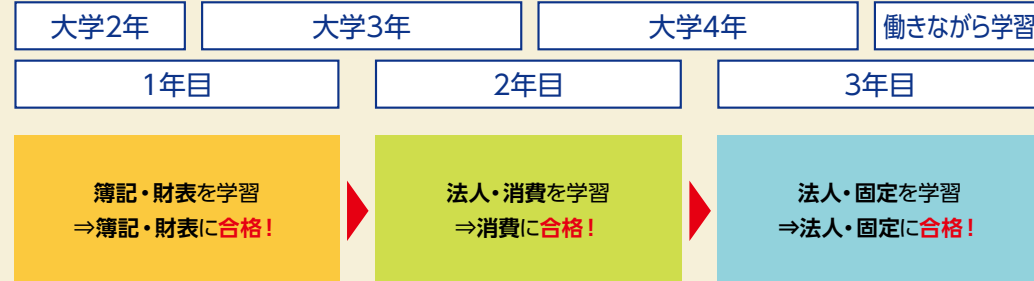 大学2年 大学3年 大学4年 働きながら学習
1年目 2年目 3年目
簿記・財表を学習
⇒簿記・財表に合格!
法人・消費を学習
⇒消費に合格!
法人・固定を学習
⇒法人・固定に合格!